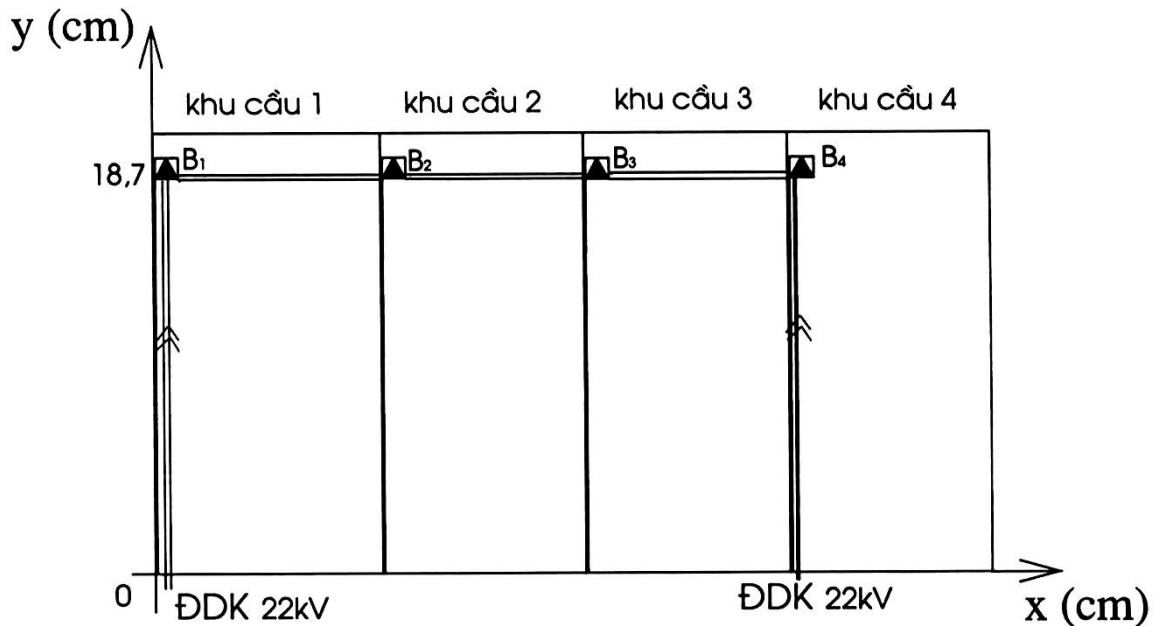 y (cm)
khu cầu 1 khu cầu 2 khu cầu 3 khu cầu 4
18,7 B₁ B₂ B₃ B₄
0 ĐDK 22kV ĐDK 22kV x (cm)